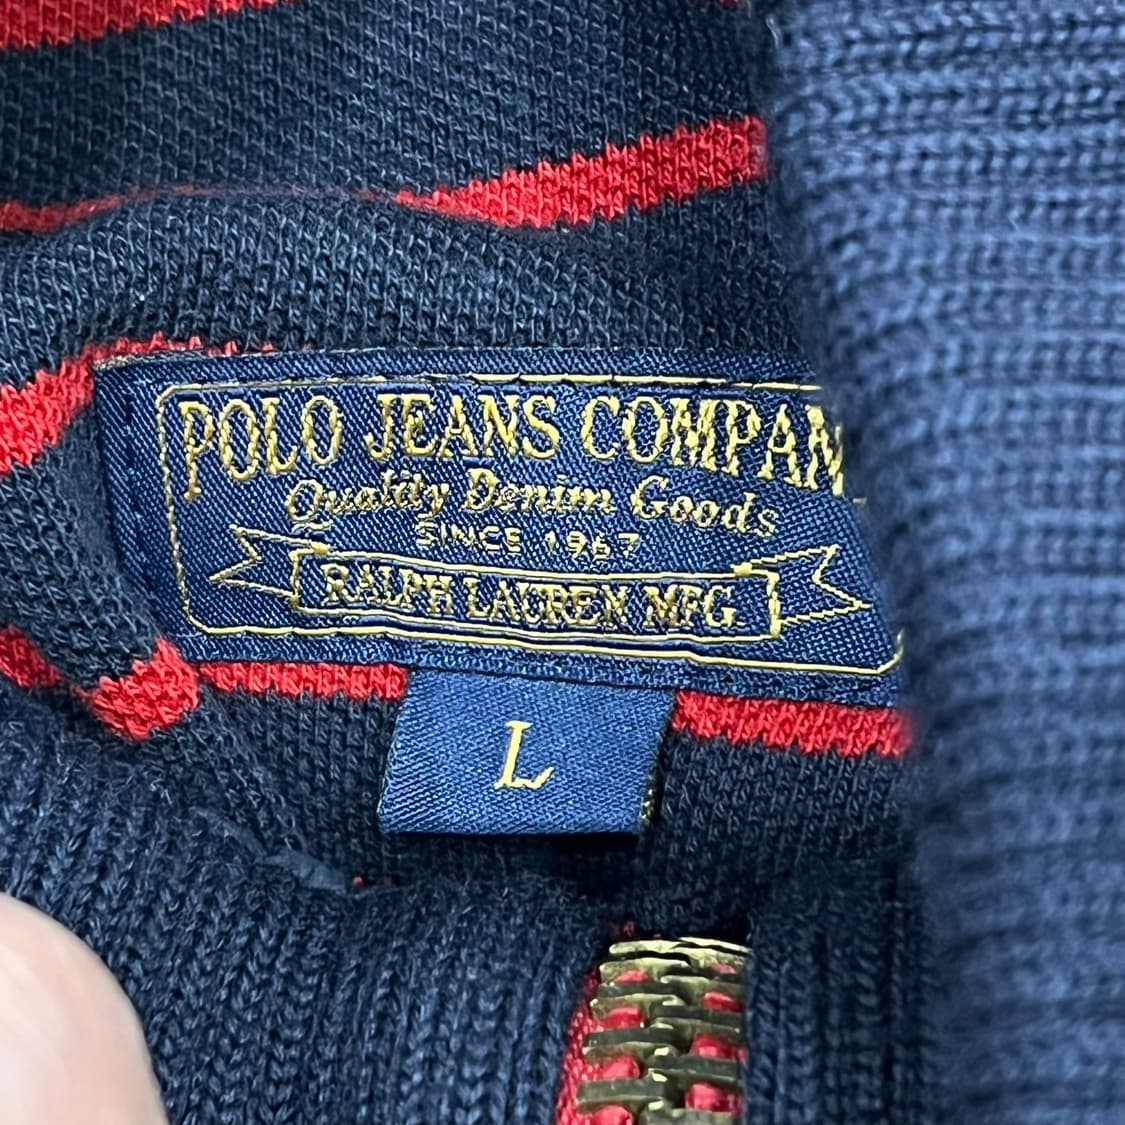 POLO JEANS COMPAN
Quality Denim Goods
SINCE 1967
RALPH LAUREN MFG.
L